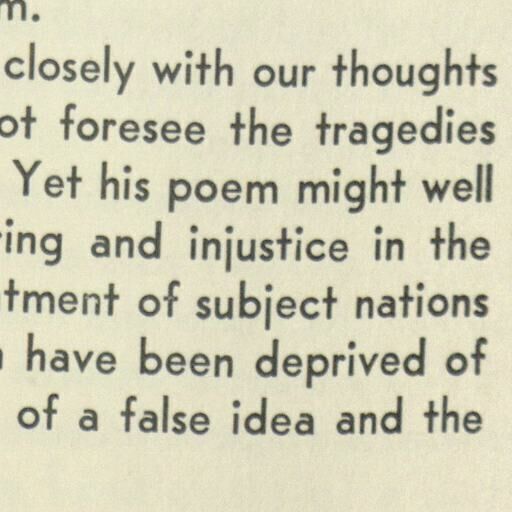 m.
closely with our thoughts
ot foresee the tragedies
Yet his poem might well
ing and injustice in the
tment of subject nations
have been deprived of
of a false idea and the